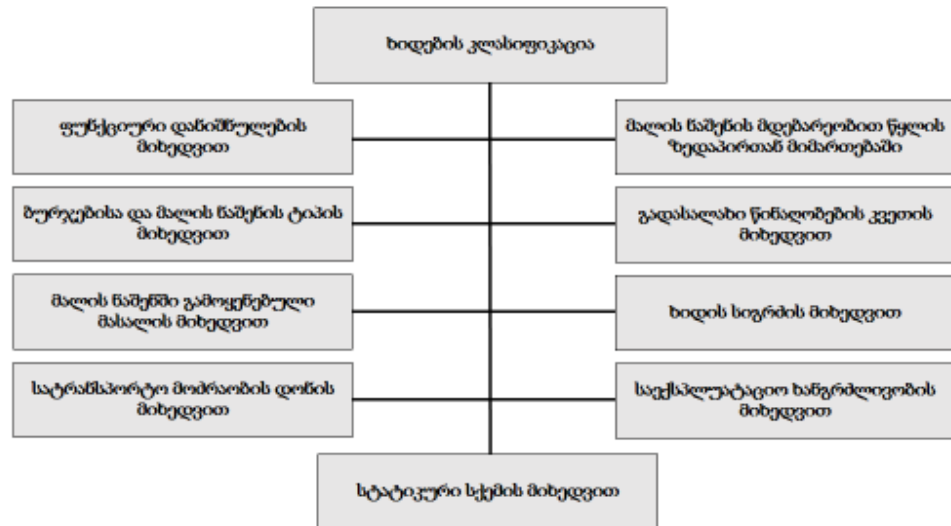 ხიდების კლასიფიკაცია
ფუნქციური დანიშნულების
მიხედვით
მალის ნაშენის მდებარეობით წყლის
ზედაპირთან მიმართებაში
ბურჯებისა და მალის ნაშენის ტიპის
მიხედვით
გადასალახი წინაღობების კვეთის
მიხედვით
მალის ნაშენში გამოყენებული
მასალის მიხედვით
ხიდის სიგრძის მიხედვით
სატრანსპორტო მოძრაობის დონის
მიხედვით
საექსპლუატაციო ხანგრძლივობის
მიხედვით
სტატიკური სქემის მიხედვით